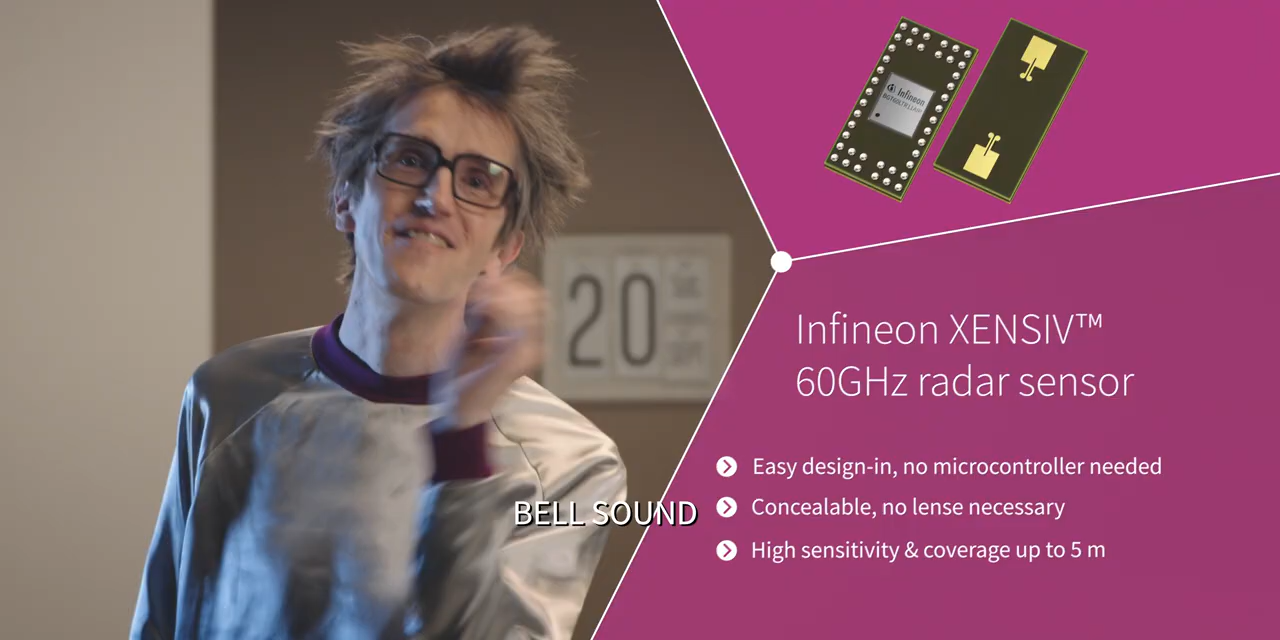 Infineon
20
Infineon XENSIV™
60GHz radar sensor
Easy design-in, no microcontroller needed
Concealable, no lense necessary
High sensitivity & coverage up to 5 m
BELL SOUND